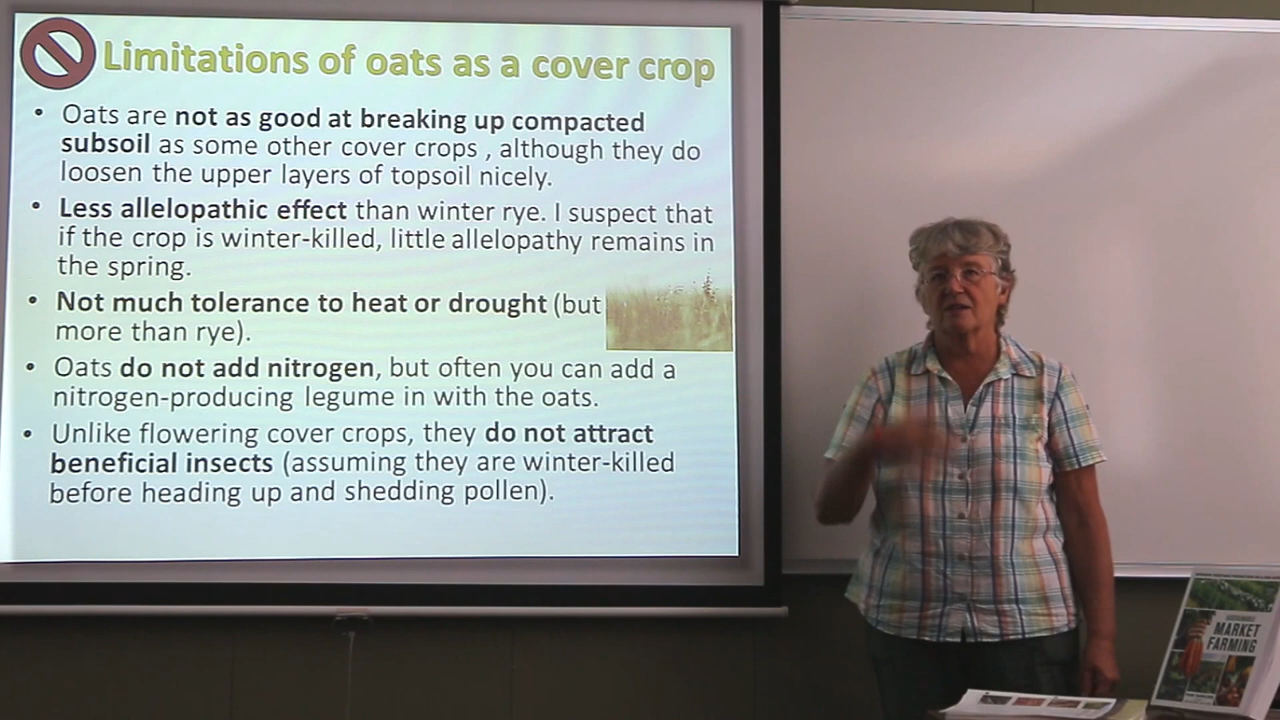 Limitations of oats as a cover crop
• Oats are not as good at breaking up compacted
subsoil as some other cover crops , although they do
loosen the upper layers of topsoil nicely.
• Less allelopathic effect than winter rye. I suspect that
if the crop is winter-killed, little allelopathy remains in
the spring.
• Not much tolerance to heat or drought (but
more than rye).
• Oats do not add nitrogen, but often you can add a
nitrogen-producing legume in with the oats.
• Unlike flowering cover crops, they do not attract
beneficial insects (assuming they are winter-killed
before heading up and shedding pollen).
SUSTAINABLE
MARKET
FARMING